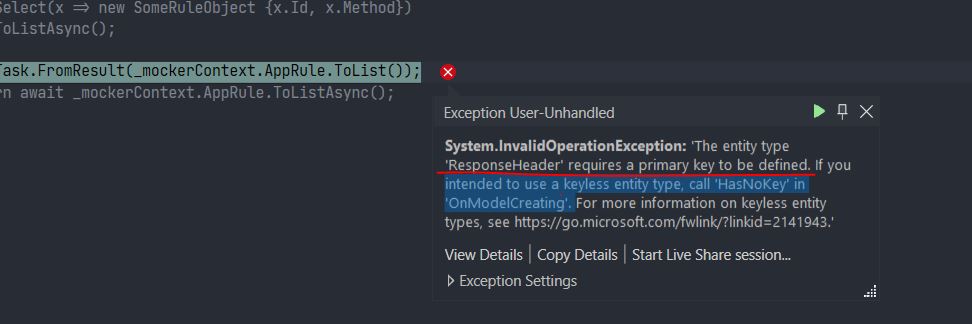 Select(x => new SomeRuleObject {x.Id, x.Method})
ToListAsync();
Task.FromResult(_mockerContext.AppRule.ToList());
rn await _mockerContext.AppRule.ToListAsync();
Exception User-Unhandled
System.InvalidOperationException: 'The entity type
'ResponseHeader' requires a primary key to be defined. If you
intended to use a keyless entity type, call 'HasNoKey' in
'OnModelCreating'. For more information on keyless entity
types, see https://go.microsoft.com/fwlink/?linkid=2141943.'
View Details | Copy Details | Start Live Share session...
Exception Settings